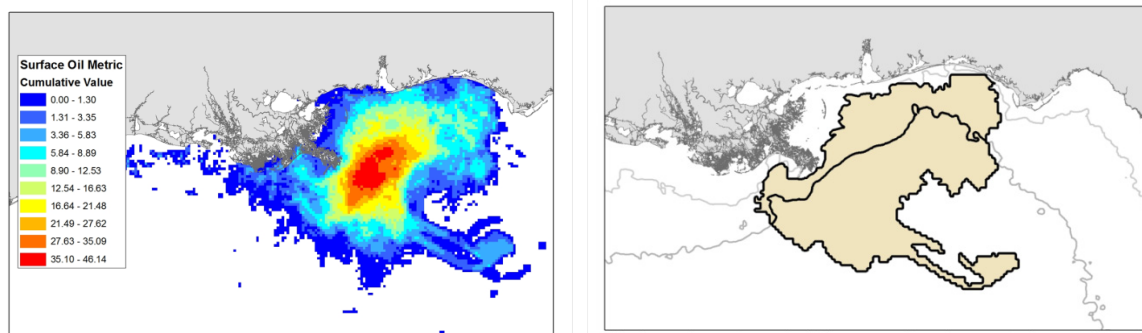 Surface Oil Metric
Cumulative Value
0.00 - 1.30
1.31 - 3.35
3.36 - 5.83
5.84 - 8.89
8.90 - 12.53
12.54 - 16.63
16.64 - 21.48
21.49 - 27.62
27.63 - 35.09
35.10 - 46.14